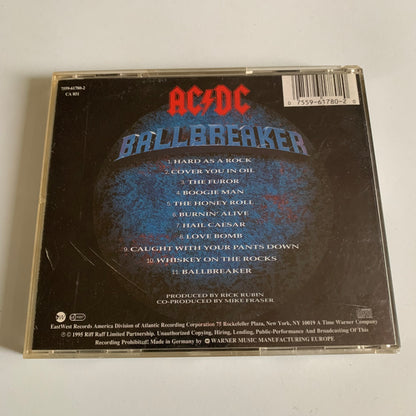 7559-61780-2
CA 851
0 7559-61780-2 0
AC⚡DC
BALLBREAKER
1. HARD AS A ROCK
2. COVER YOU IN OIL
3. THE FUROR
4. BOOGIE MAN
5. THE HONEY ROLL
6. BURNIN' ALIVE
7. HAIL CAESAR
8. LOVE BOMB
9. CAUGHT WITH YOUR PANTS DOWN
10. WHISKEY ON THE ROCKS
11. BALLBREAKER
PRODUCED BY RICK RUBIN
CO-PRODUCED BY MIKE FRASER
EastWest Records America Division of Atlantic Recording Corporation 75 Rockefeller Plaza, New York, NY 10019 A Time Warner Company
℗ © 1995 Riff Raff Limited Partnership. Unauthorized Copying, Hiring, Lending, Public-Performance And Broadcasting Of This
Recording Prohibited. Made in Germany by WARNER MUSIC MANUFACTURING EUROPE